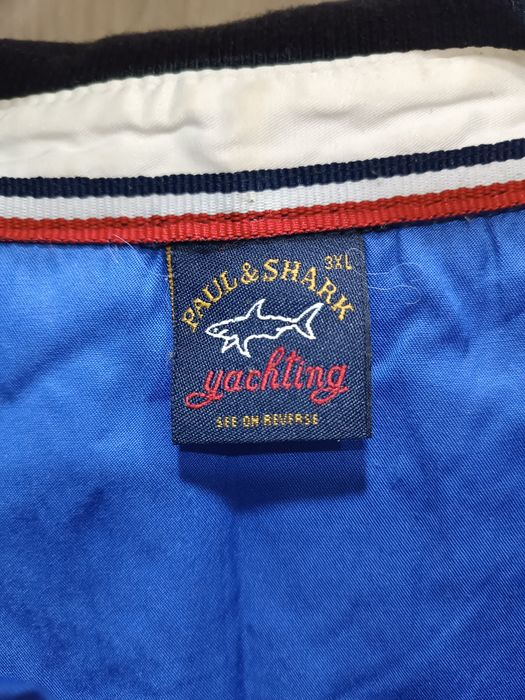 3XL
PAUL & SHARK
yachting
SEE ON REVERSE